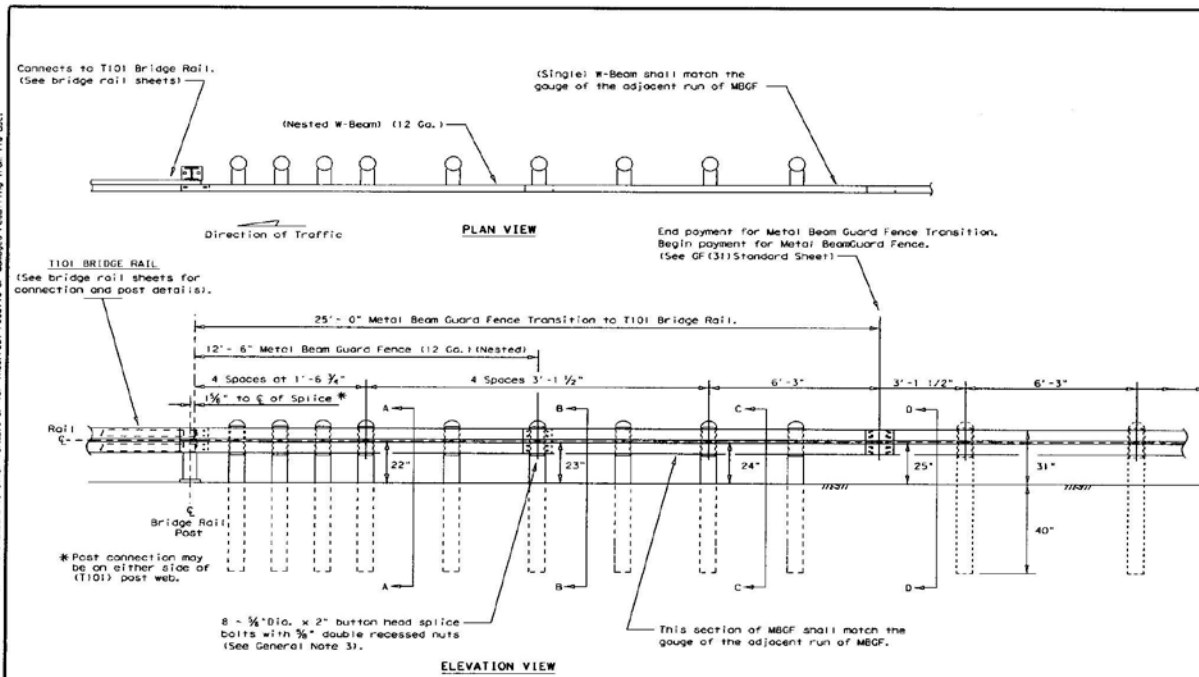 Connects to T101 Bridge Rail.
(See bridge rail sheets)
(Single) W-Beam shall match the
gauge of the adjacent run of MBGF
(Nested W-Beam) (12 Ga.)
Direction of Traffic
PLAN VIEW
End payment for Metal Beam Guard Fence Transition.
Begin payment for Metal BeamGuard Fence.
(See GF(31)Standard Sheet)
T101 BRIDGE RAIL
(See bridge rail sheets for
connection and post details).
25'- 0" Metal Beam Guard Fence Transition to T101 Bridge Rail.
12'- 6" Metal Beam Guard Fence (12 Ga.)(Nested)
4 Spaces at 1'-6 ¾"
4 Spaces 3'-1 ½"
6'-3"
3'-1 1/2"
6'-3"
to ℄ of Splice *
A
B
C
D
Rail
℄
22"
23"
24"
25"
31"
40"
℄
Bridge Rail
Post
* Post connection may
be on either side of
(T101) post web.
A
B
C
D
8 - ⅝"Dia. x 2" button head splice
bolts with ⅝" double recessed nuts
(See General Note 3).
This section of MBGF shall match the
gauge of the adjacent run of MBGF.
ELEVATION VIEW